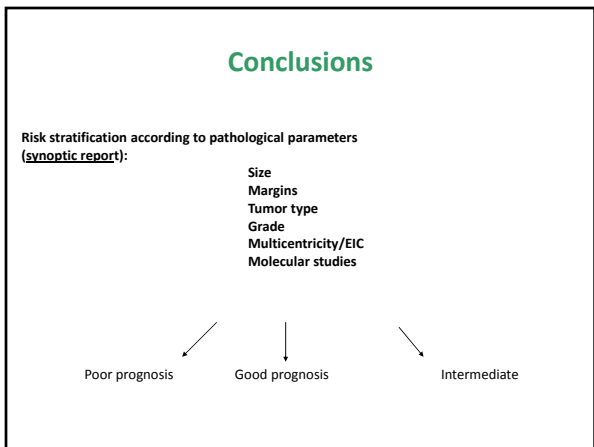 Conclusions
Risk stratification according to pathological parameters
(synoptic report):
Size
Margins
Tumor type
Grade
Multicentricity/EIC
Molecular studies
Poor prognosis Good prognosis Intermediate